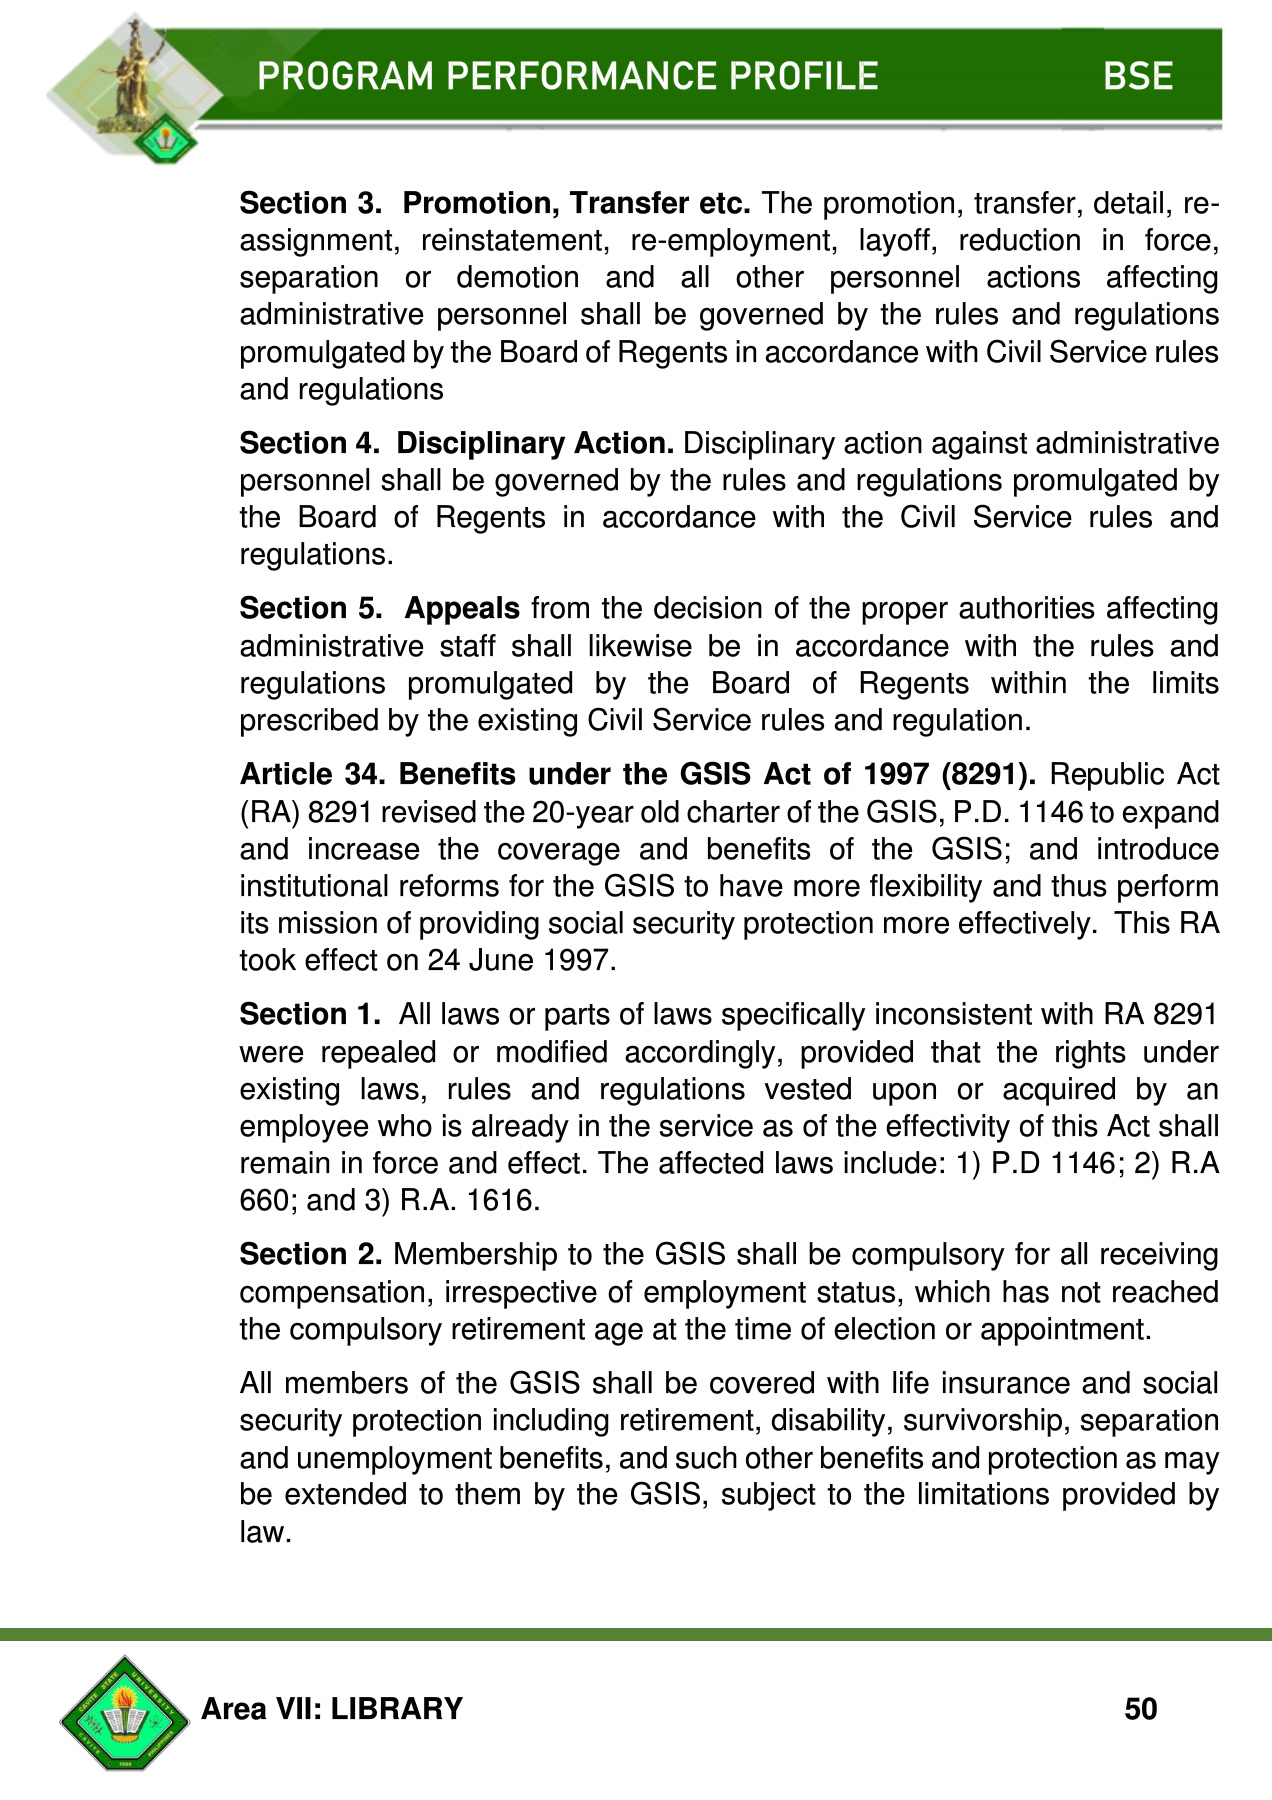 PROGRAM PERFORMANCE PROFILE BSE
Section 3. Promotion, Transfer etc. The promotion, transfer, detail, re-
assignment, reinstatement, re-employment, layoff, reduction in force,
separation or demotion and all other personnel actions affecting
administrative personnel shall be governed by the rules and regulations
promulgated by the Board of Regents in accordance with Civil Service rules
and regulations
Section 4. Disciplinary Action. Disciplinary action against administrative
personnel shall be governed by the rules and regulations promulgated by
the Board of Regents in accordance with the Civil Service rules and
regulations.
Section 5. Appeals from the decision of the proper authorities affecting
administrative staff shall likewise be in accordance with the rules and
regulations promulgated by the Board of Regents within the limits
prescribed by the existing Civil Service rules and regulation.
Article 34. Benefits under the GSIS Act of 1997 (8291). Republic Act
(RA) 8291 revised the 20-year old charter of the GSIS, P.D. 1146 to expand
and increase the coverage and benefits of the GSIS; and introduce
institutional reforms for the GSIS to have more flexibility and thus perform
its mission of providing social security protection more effectively. This RA
took effect on 24 June 1997.
Section 1. All laws or parts of laws specifically inconsistent with RA 8291
were repealed or modified accordingly, provided that the rights under
existing laws, rules and regulations vested upon or acquired by an
employee who is already in the service as of the effectivity of this Act shall
remain in force and effect. The affected laws include: 1) P.D 1146; 2) R.A
660; and 3) R.A. 1616.
Section 2. Membership to the GSIS shall be compulsory for all receiving
compensation, irrespective of employment status, which has not reached
the compulsory retirement age at the time of election or appointment.
All members of the GSIS shall be covered with life insurance and social
security protection including retirement, disability, survivorship, separation
and unemployment benefits, and such other benefits and protection as may
be extended to them by the GSIS, subject to the limitations provided by
law.
CAVITE STATE UNIVERSITY
CAVITE 1906 PHILIPPINES
Area VII: LIBRARY 50